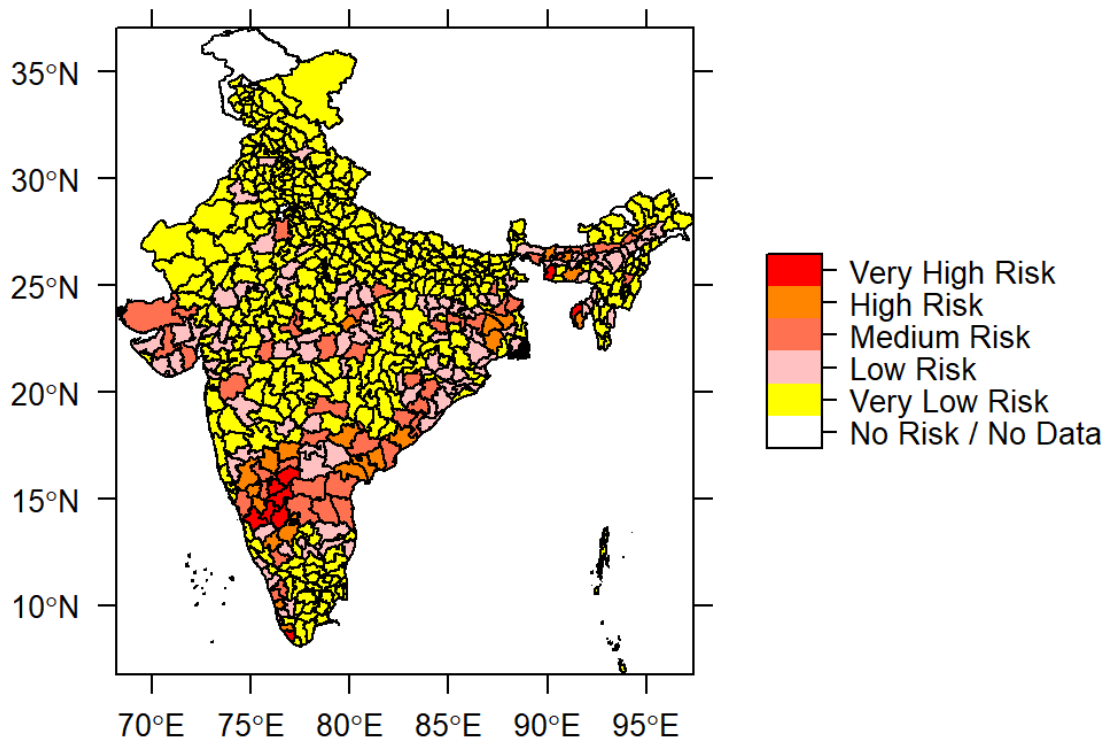 35°N
30°N
25°N
20°N
15°N
10°N
70°E 75°E 80°E 85°E 90°E 95°E
Very High Risk
High Risk
Medium Risk
Low Risk
Very Low Risk
No Risk / No Data